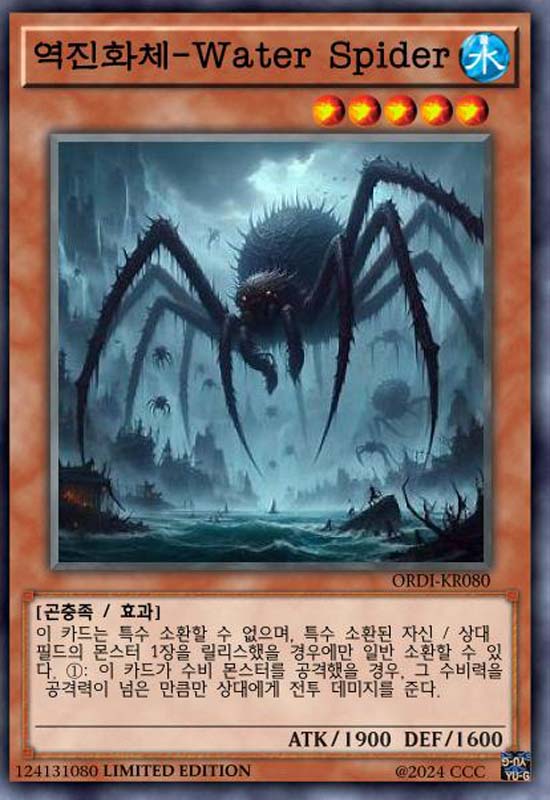 역진화체-Water Spider 水
ORDI-KR080
[곤충족 / 효과]
이 카드는 특수 소환할 수 없으며, 특수 소환된 자신 / 상대
필드의 몬스터 1장을 릴리스했을 경우에만 일반 소환할 수 있
다. ①: 이 카드가 수비 몬스터를 공격했을 경우, 그 수비력을
공격력이 넘은 만큼만 상대에게 전투 데미지를 준다.
ATK/1900 DEF/1600
124131080 LIMITED EDITION @2024 CCC